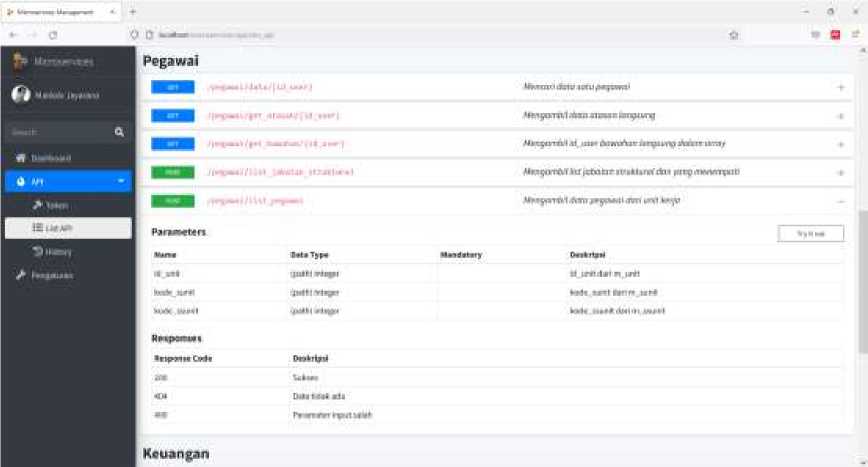 Microservices Management
localhost
Microservices
Search
Dashboard
API
Token
List API
History
Pengaturan
Pegawai
GET /pegawai/data/[id_user] Mencari data satu pegawai
GET /pegawai/get_atasan/[id_user] Mengambil data atasan langsung
GET /pegawai/get_bawahan/[id_user] Mengambil id_user bawahan langsung dalam array
POST /pegawai/list_jabatan_struktural Mengambil list jabatan struktural dan yang menempati
POST /pegawai/list_pegawai Mengambil data pegawai dari unit kerja
Parameters
Try it out
Name Data Type Mandatory Deskripsi
id_unit (path) integer id_unit dari m_unit
kode_sunit (path) integer kode_sunit dari m_sunit
kode_ssunit (path) integer kode_ssunit dari m_ssunit
Responses
Response Code Deskripsi
200 Sukses
404 Data tidak ada
400 Parameter input salah
Keuangan